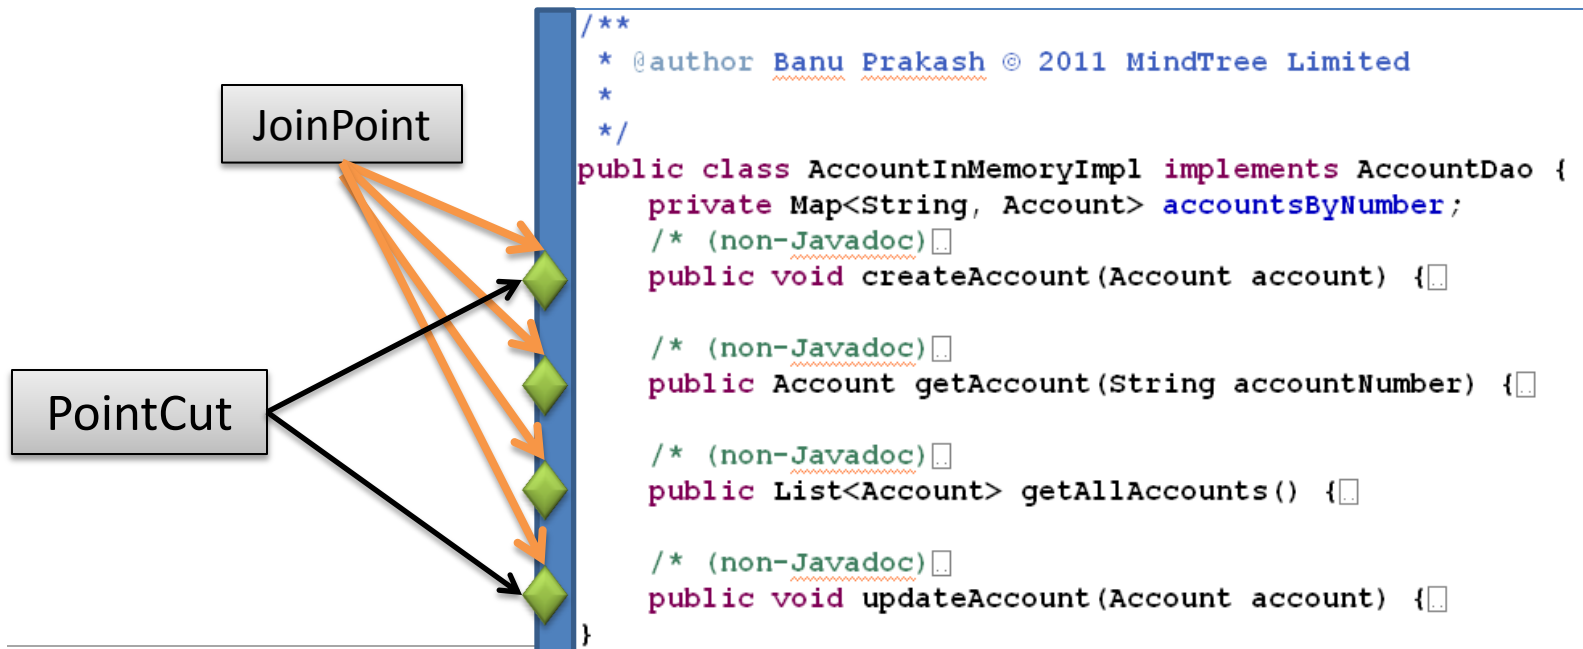 /**
* @author Banu Prakash © 2011 MindTree Limited
*
*/
JoinPoint
public class AccountInMemoryImpl implements AccountDao {
private Map<String, Account> accountsByNumber;
/* (non-Javadoc)..
public void createAccount(Account account) {..
/* (non-Javadoc)..
public Account getAccount(String accountNumber) {..
PointCut
/* (non-Javadoc)..
public List<Account> getAllAccounts() {..
/* (non-Javadoc)..
public void updateAccount(Account account) {..
}